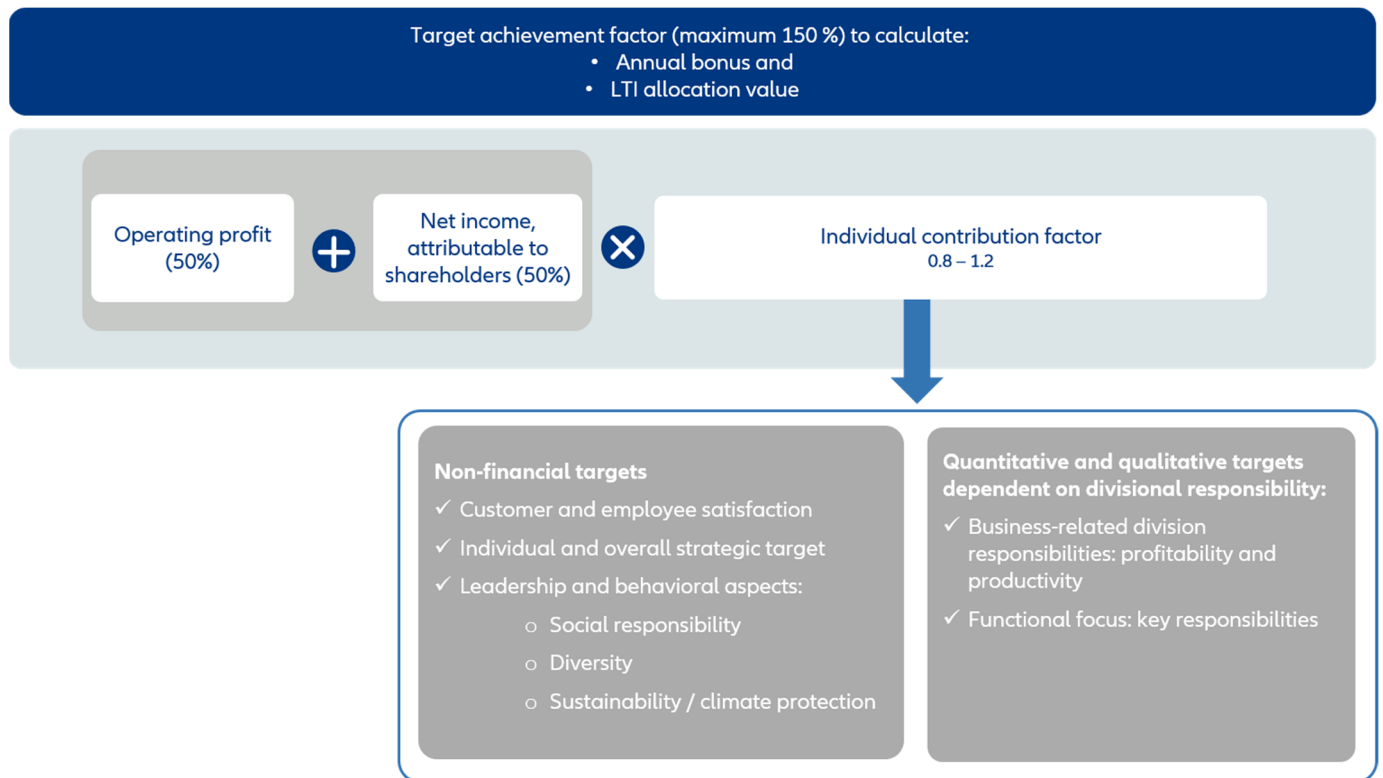 Target achievement factor (maximum 150 %) to calculate:
• Annual bonus and
• LTI allocation value
Operating profit
(50%)
Net income,
attributable to
shareholders (50%)
Individual contribution factor
0.8 – 1.2
Non-financial targets
✓ Customer and employee satisfaction
✓ Individual and overall strategic target
✓ Leadership and behavioral aspects:
o Social responsibility
o Diversity
o Sustainability / climate protection
Quantitative and qualitative targets
dependent on divisional responsibility:
✓ Business-related division
responsibilities: profitability and
productivity
✓ Functional focus: key responsibilities